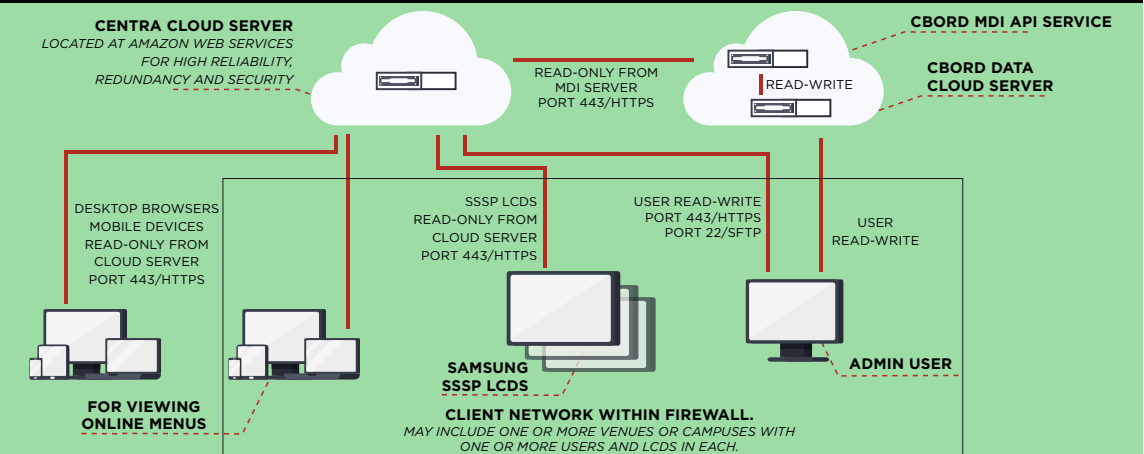 CENTRA CLOUD SERVER
LOCATED AT AMAZON WEB SERVICES
FOR HIGH RELIABILITY,
REDUNDANCY AND SECURITY
READ-ONLY FROM
MDI SERVER
PORT 443/HTTPS
CBORD MDI API SERVICE
CBORD DATA
CLOUD SERVER
READ-WRITE
DESKTOP BROWSERS
MOBILE DEVICES
READ-ONLY FROM
CLOUD SERVER
PORT 443/HTTPS
SSSP LCDS
READ-ONLY FROM
CLOUD SERVER
PORT 443/HTTPS
USER READ-WRITE
PORT 443/HTTPS
PORT 22/SFTP
USER
READ-WRITE
FOR VIEWING
ONLINE MENUS
SAMSUNG
SSSP LCDS
ADMIN USER
CLIENT NETWORK WITHIN FIREWALL.
MAY INCLUDE ONE OR MORE VENUES OR CAMPUSES WITH
ONE OR MORE USERS AND LCDS IN EACH.